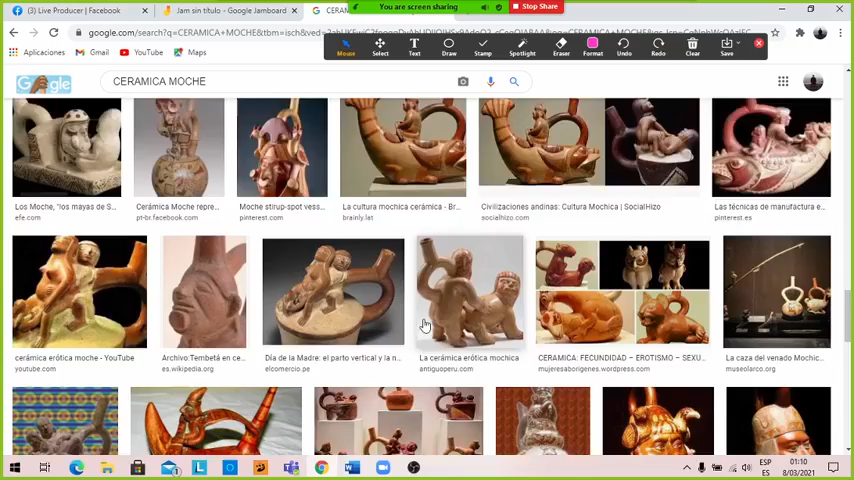 You are screen sharing
Stop Share
(3) Live Producer | Facebook
Jam sin título - Google Jamboard
CERA
Mouse
Select
Text
Draw
Stamp
Spotlight
Eraser
Format
Undo
Redo
Clear
Save
Aplicaciones
Gmail
YouTube
Maps
CERAMICA MOCHE
Los Moche, "los mayas de S...
efe.com
Cerámica Moche repre...
pt-br.facebook.com
Moche stirrup-spot vess...
pinterest.com
La cultura mochica cerámica - Br...
brainly.lat
Civilizaciones andinas: Cultura Mochica | SocialHizo
socialhizo.com
Las técnicas de manufactura e...
pinterest.es
cerámica erótica moche - YouTube
youtube.com
Archivo:Tembetá en ce...
es.wikipedia.org
Día de la Madre: el parto vertical y la n...
elcomercio.pe
La cerámica erótica mochica
antiguoperu.com
CERAMICA: FECUNDIDAD – EROTISMO – SEXU...
mujeresaborigenes.wordpress.com
La caza del venado Mochic...
museolarco.org
ESP
ES
01:10
8/03/2021